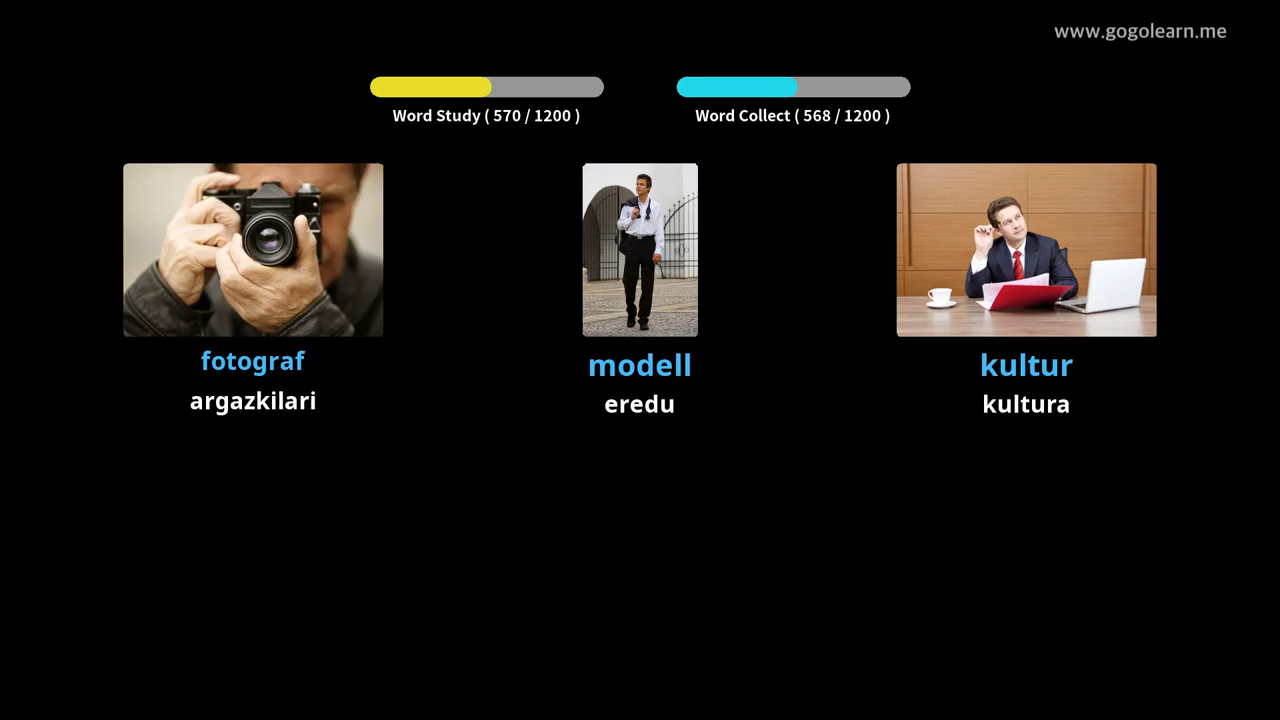 www.gogolearn.me
Word Study ( 570 / 1200 )
Word Collect ( 568 / 1200 )
fotograf
argazkilari
modell
eredu
kultur
kultura